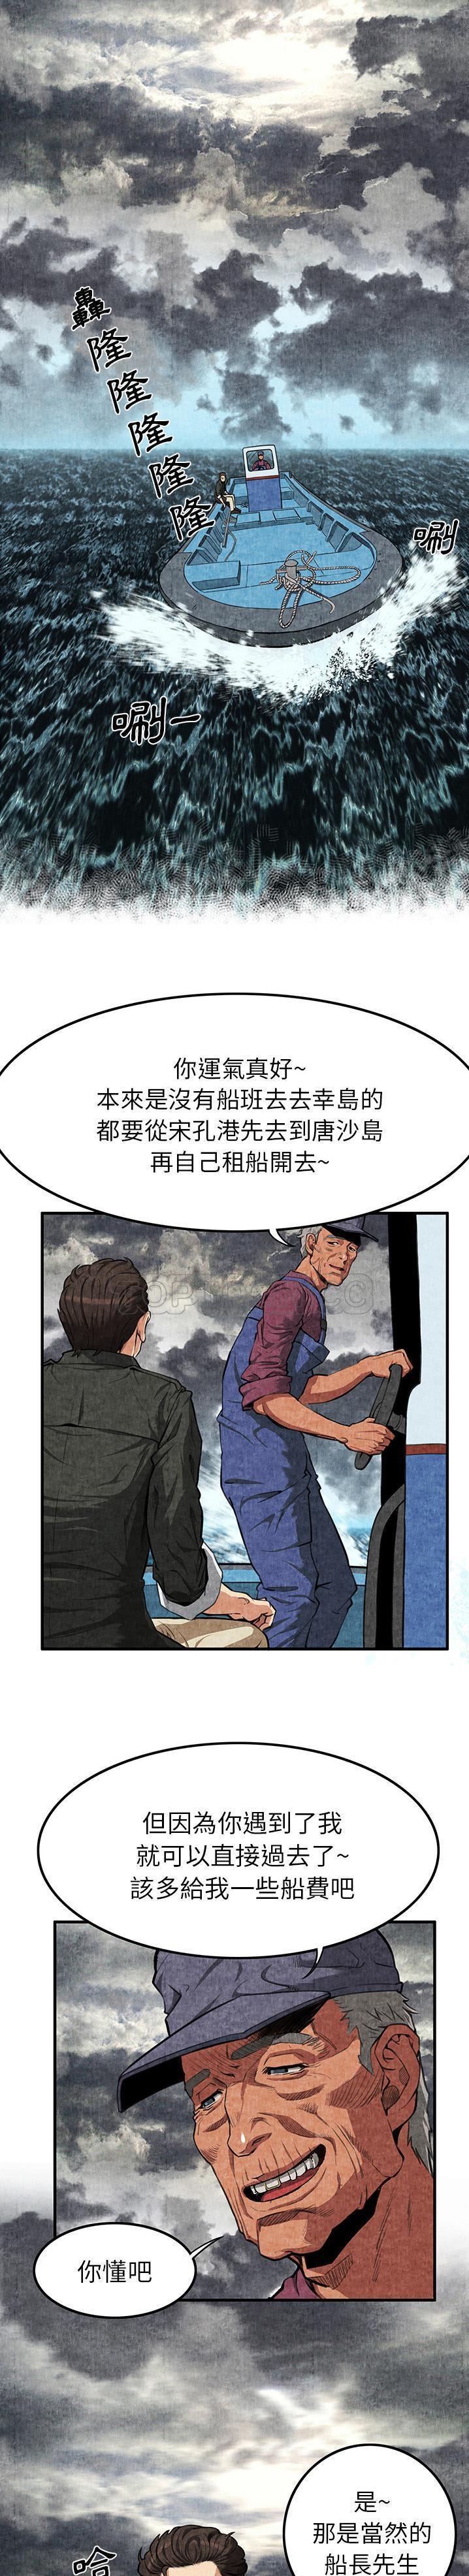 轟
隆
隆
隆
隆
隆
唰
唰一
你運氣真好~
本來是沒有船班去去幸島的
都要從宋孔港先去到唐沙島
再自己租船開去~
但因為你遇到了我
就可以直接過去了~
該多給我一些船費吧
你懂吧
是~
那是當然的
船長先生
哈